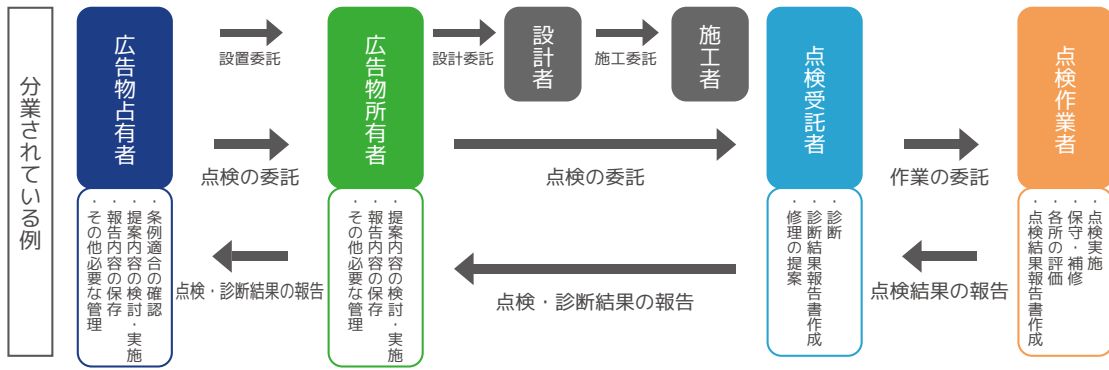 分業されている例
広告物占有者
設置委託
広告物所有者
設計委託
設計者
施工委託
施工者
点検受託者
点検作業者
点検の委託
点検の委託
作業の委託
・条例適合の確認
・提案内容の検討・実施
・報告内容の保存
・その他必要な管理
点検・診断結果の報告
・提案内容の検討・実施
・報告内容の保存
・その他必要な管理
点検・診断結果の報告
・診断
・診断結果報告書作成
・修理の提案
点検結果の報告
・点検実施
・保守・補修
・各所の評価
・点検結果報告書作成